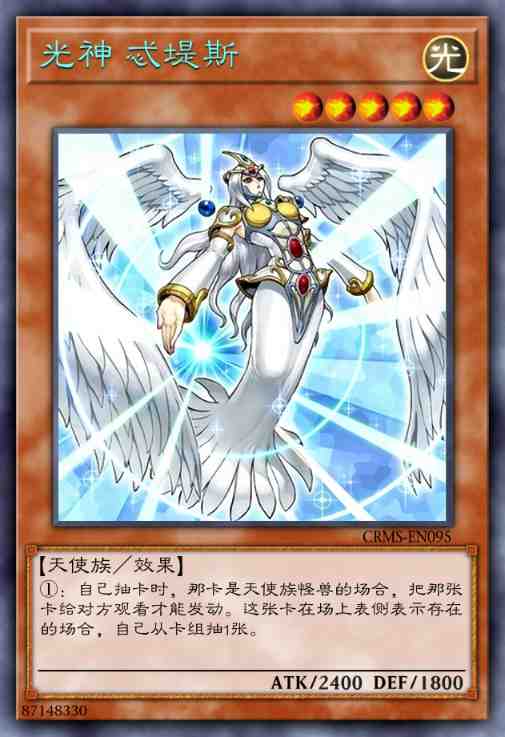 光神 忒堤斯
光
CRMS-EN095
【天使族／效果】
①：自己抽卡时，那卡是天使族怪兽的场合，把那张
卡给对方观看才能发动。这张卡在场上表侧表示存在
的场合，自己从卡组抽1张。
ATK/2400 DEF/1800
87148330